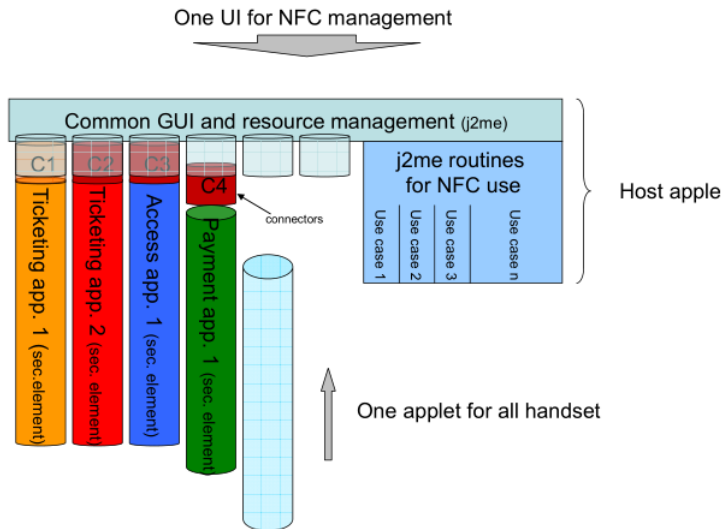 One UI for NFC management
Common GUI and resource management (j2me)
C1
C2
C3
C4
connectors
Ticketing app. 1 (sec.element)
Ticketing app. 2 (sec. element)
Access app. 1 (sec. element)
Payment app. 1 (sec. element)
j2me routines
for NFC use
Use case 1
Use case 2
Use case 3
Use case n
Host apple
One applet for all handset